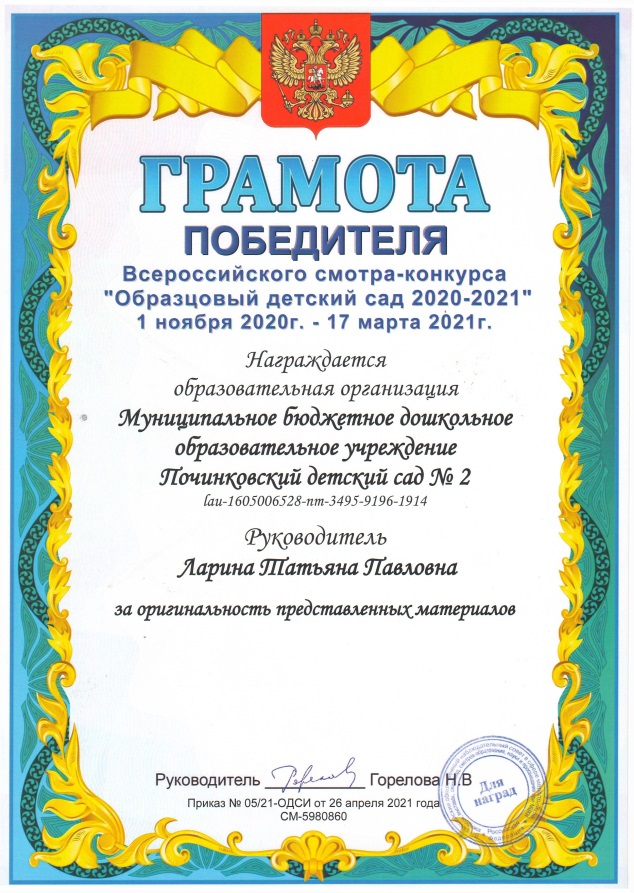 ГРАМОТА
ПОБЕДИТЕЛЯ
Всероссийского смотра-конкурса
"Образцовый детский сад 2020-2021"
1 ноября 2020г. - 17 марта 2021г.
Награждается
образовательная организация
Муниципальное бюджетное дошкольное
образовательное учреждение
Починковский детский сад № 2
lau-1605006528-nm-3495-9196-1914
Руководитель
Ларина Татьяна Павловна
за оригинальность представленных материалов
Руководитель Горелова Н.В
Приказ № 05/21-ОДСИ от 26 апреля 2021 года
СМ-5980860
Для
наград